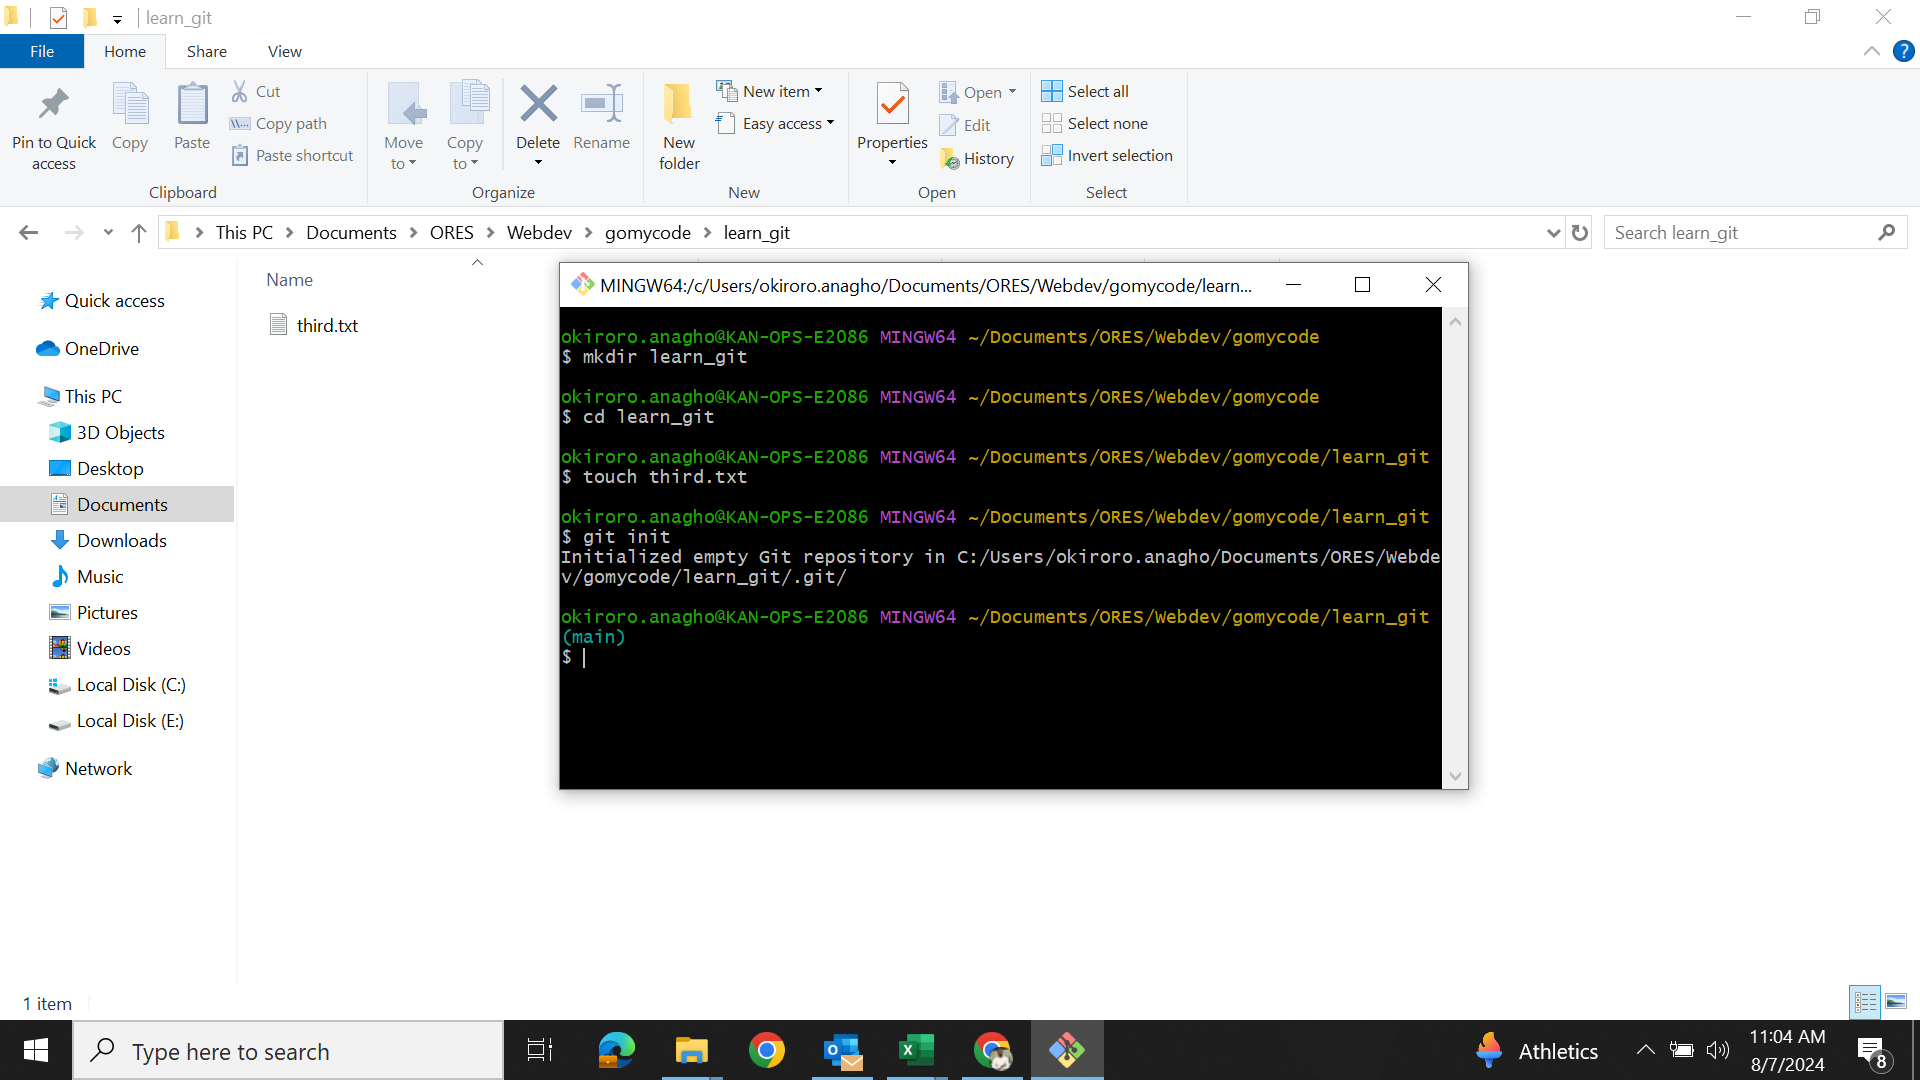 learn_git
File Home Share View
Pin to Quick access
Copy
Paste
Cut
Copy path
Paste shortcut
Clipboard
Move to
Copy to
Delete
Rename
Organize
New folder
New item
Easy access
New
Properties
Open
Edit
History
Open
Select all
Select none
Invert selection
Select
This PC > Documents > ORES > Webdev > gomycode > learn_git
Search learn_git
Quick access
OneDrive
This PC
3D Objects
Desktop
Documents
Downloads
Music
Pictures
Videos
Local Disk (C:)
Local Disk (E:)
Network
Name
third.txt
MINGW64:/c/Users/okiroro.anagho/Documents/ORES/Webdev/gomycode/learn...
okiroro.anagho@KAN-OPS-E2086 MINGW64 ~/Documents/ORES/Webdev/gomycode
$ mkdir learn_git
okiroro.anagho@KAN-OPS-E2086 MINGW64 ~/Documents/ORES/Webdev/gomycode
$ cd learn_git
okiroro.anagho@KAN-OPS-E2086 MINGW64 ~/Documents/ORES/Webdev/gomycode/learn_git
$ touch third.txt
okiroro.anagho@KAN-OPS-E2086 MINGW64 ~/Documents/ORES/Webdev/gomycode/learn_git
$ git init
Initialized empty Git repository in C:/Users/okiroro.anagho/Documents/ORES/Webde
v/gomycode/learn_git/.git/
okiroro.anagho@KAN-OPS-E2086 MINGW64 ~/Documents/ORES/Webdev/gomycode/learn_git
(main)
$
1 item
Type here to search
Athletics
11:04 AM
8/7/2024
8